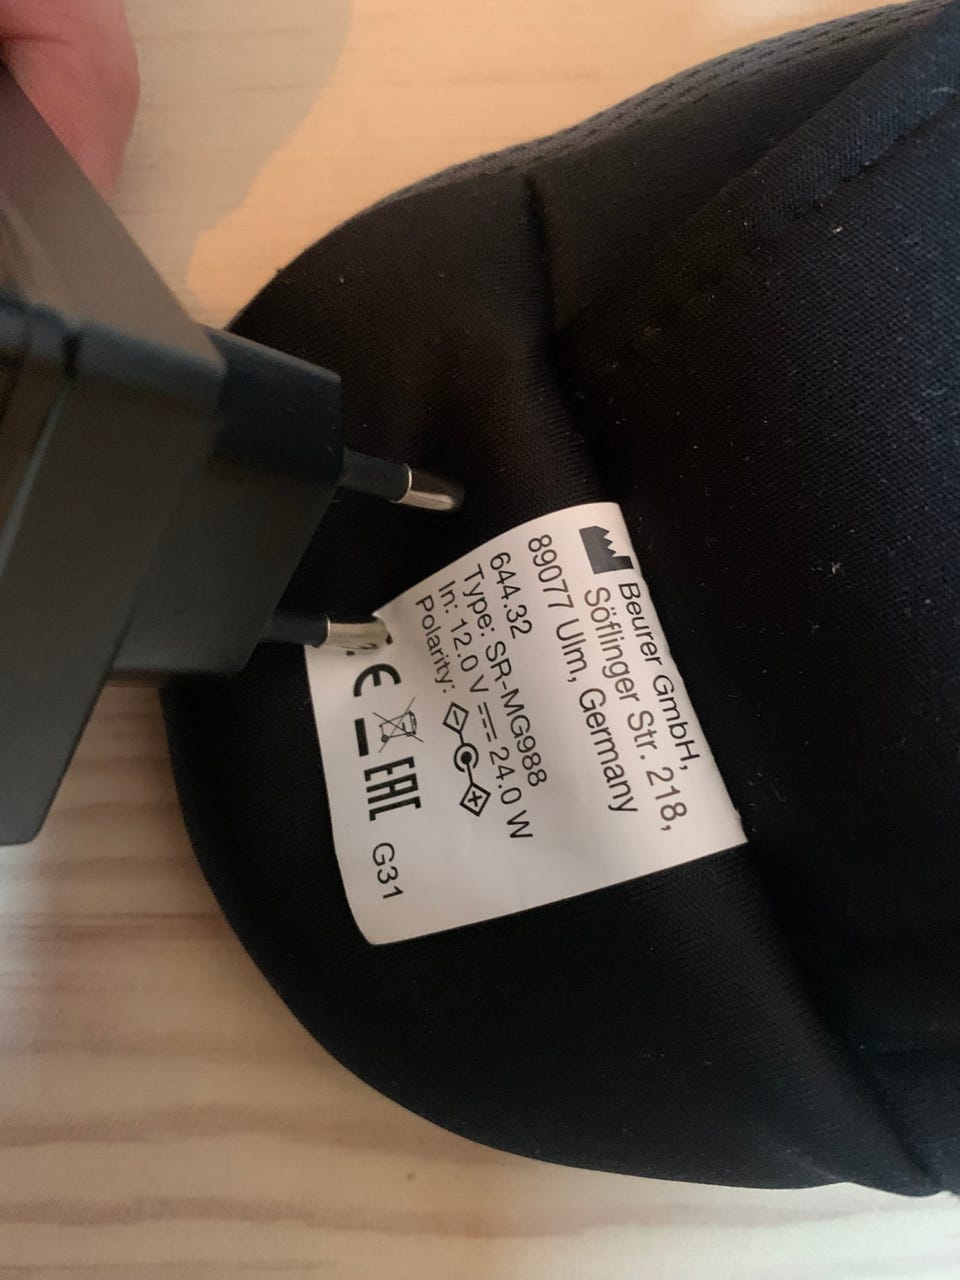 Beurer GmbH,
Söflinger Str. 218,
89077 Ulm, Germany
644.32
Type: SR-MG988
In: 12.0 V ⎓ 24.0 W
Polarity: - +
CE EAC G31